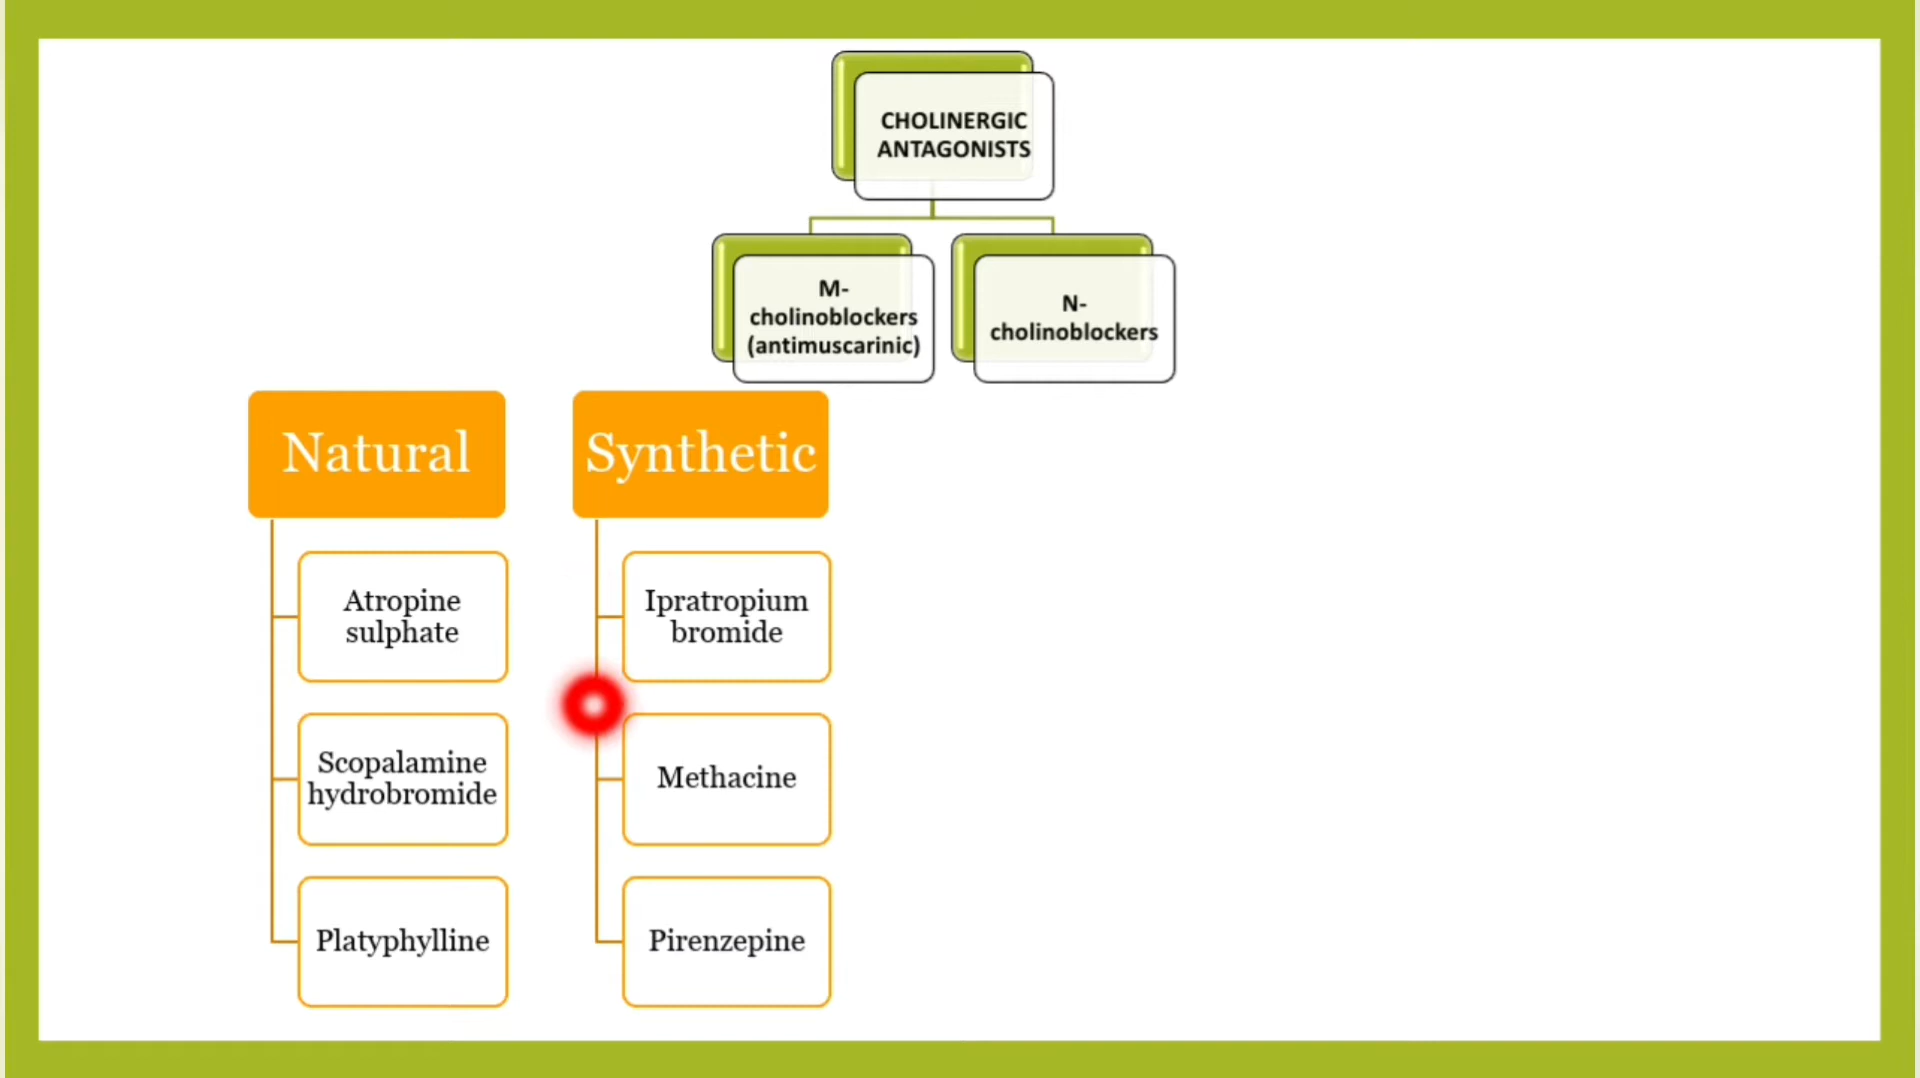 CHOLINERGIC
ANTAGONISTS
M-
cholinoblockers
(antimuscarinic)
N-
cholinoblockers
Natural
Atropine
sulphate
Scopalamine
hydrobromide
Platyphylline
Synthetic
Ipratropium
bromide
Methacine
Pirenzepine